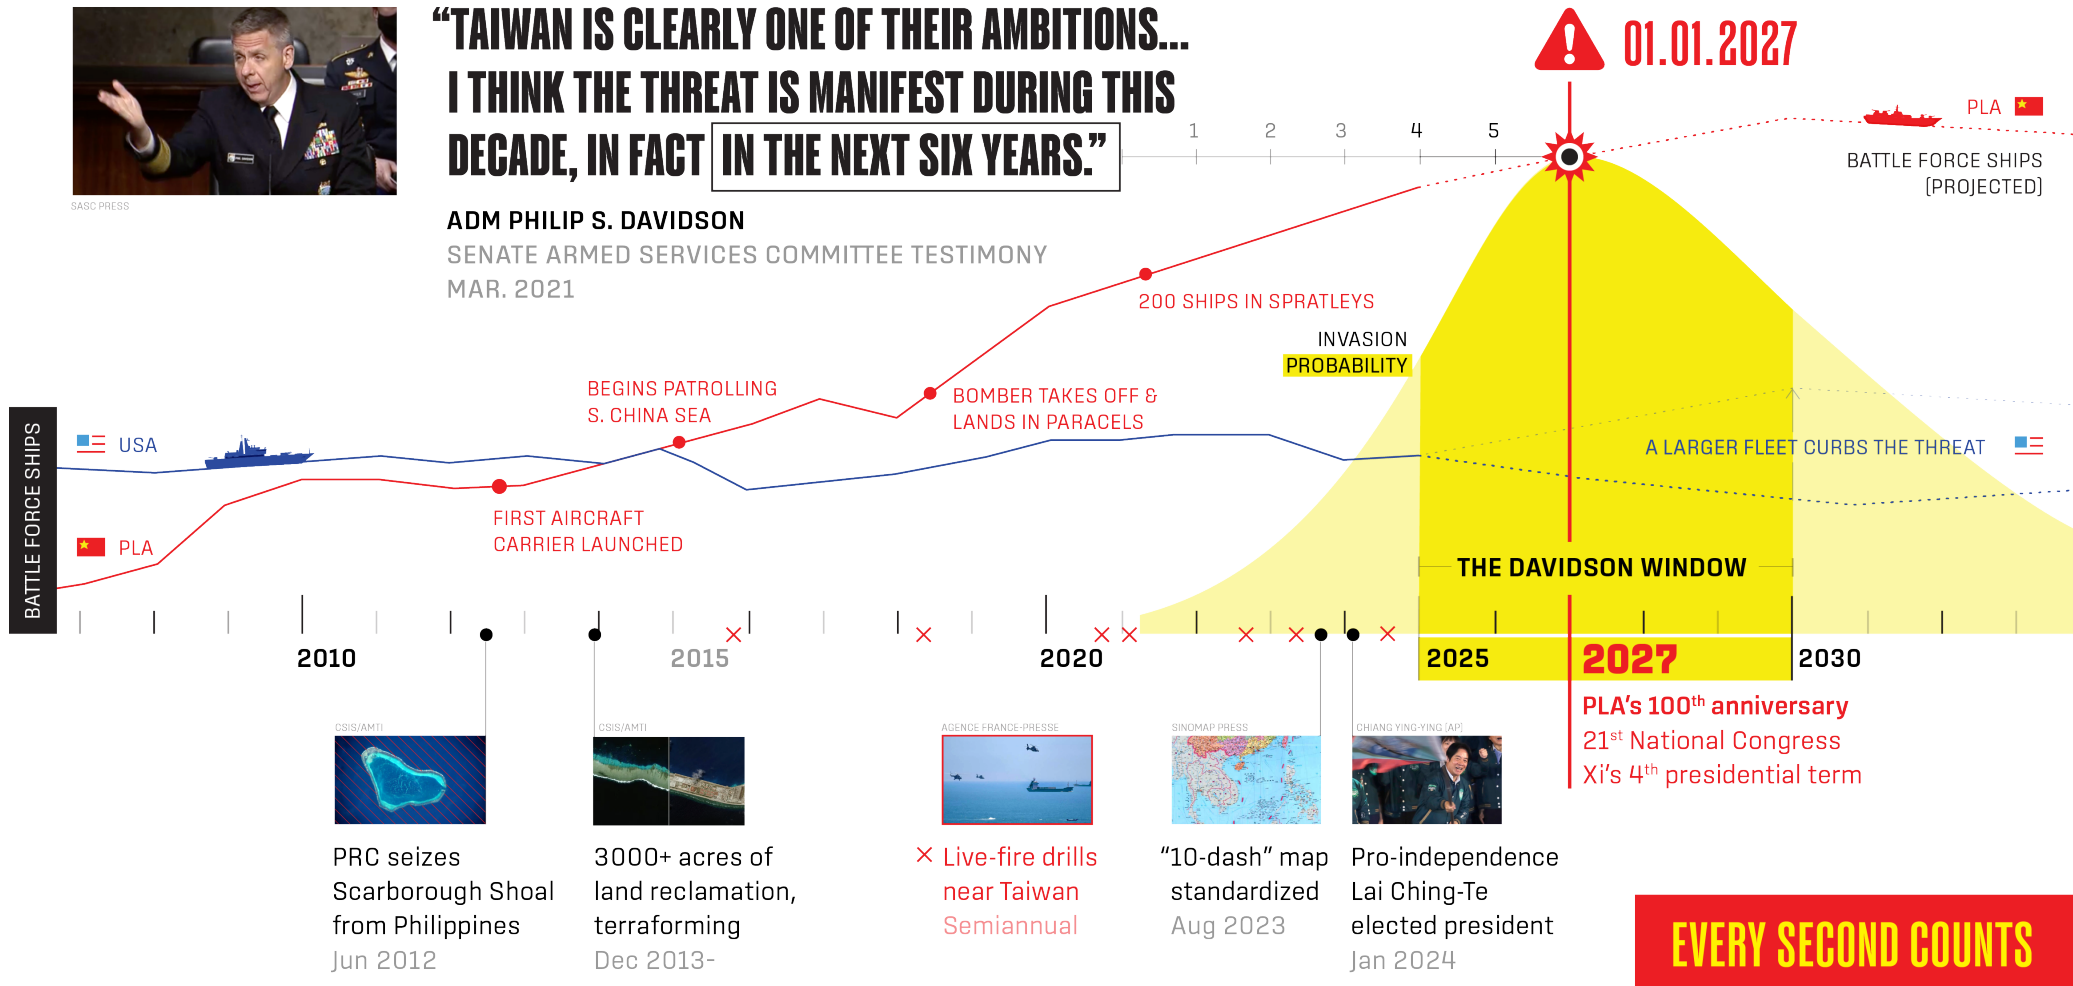 “TAIWAN IS CLEARLY ONE OF THEIR AMBITIONS...
I THINK THE THREAT IS MANIFEST DURING THIS
DECADE, IN FACT IN THE NEXT SIX YEARS.”
SASC PRESS
ADM PHILIP S. DAVIDSON
SENATE ARMED SERVICES COMMITTEE TESTIMONY
MAR. 2021
1 2 3 4 5
01.01.2027
PLA
BATTLE FORCE SHIPS
(PROJECTED)
200 SHIPS IN SPRATLEYS
INVASION
PROBABILITY
BEGINS PATROLLING
S. CHINA SEA
BOMBER TAKES OFF &
LANDS IN PARACELS
BATTLE FORCE SHIPS
USA
A LARGER FLEET CURBS THE THREAT
FIRST AIRCRAFT
CARRIER LAUNCHED
PLA
THE DAVIDSON WINDOW
2010 2015 2020 2025 2027 2030
PLA’s 100th anniversary
21st National Congress
Xi’s 4th presidential term
CSIS/AMTI
PRC seizes
Scarborough Shoal
from Philippines
Jun 2012
CSIS/AMTI
3000+ acres of
land reclamation,
terraforming
Dec 2013-
AGENCE FRANCE-PRESSE
× Live-fire drills
near Taiwan
Semiannual
SINOMAP PRESS
“10-dash” map
standardized
Aug 2023
CHIANG YING-YING (AP)
Pro-independence
Lai Ching-Te
elected president
Jan 2024
EVERY SECOND COUNTS